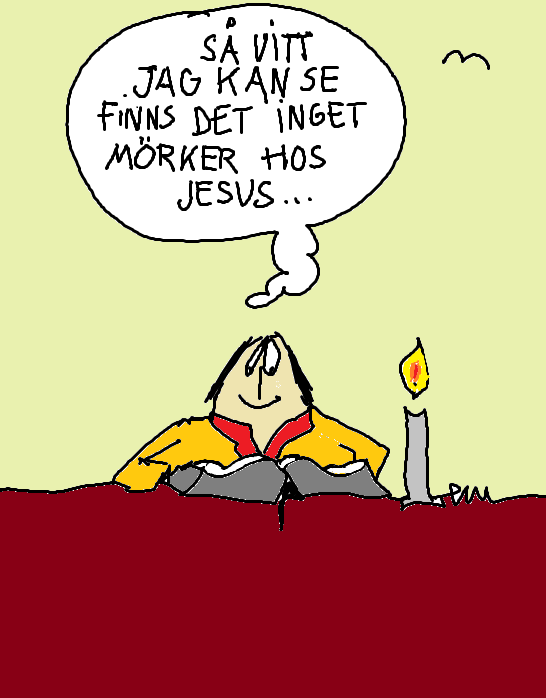 SÅ VITT
JAG KAN SE
FINNS DET INGET
MÖRKER HOS
JESUS...